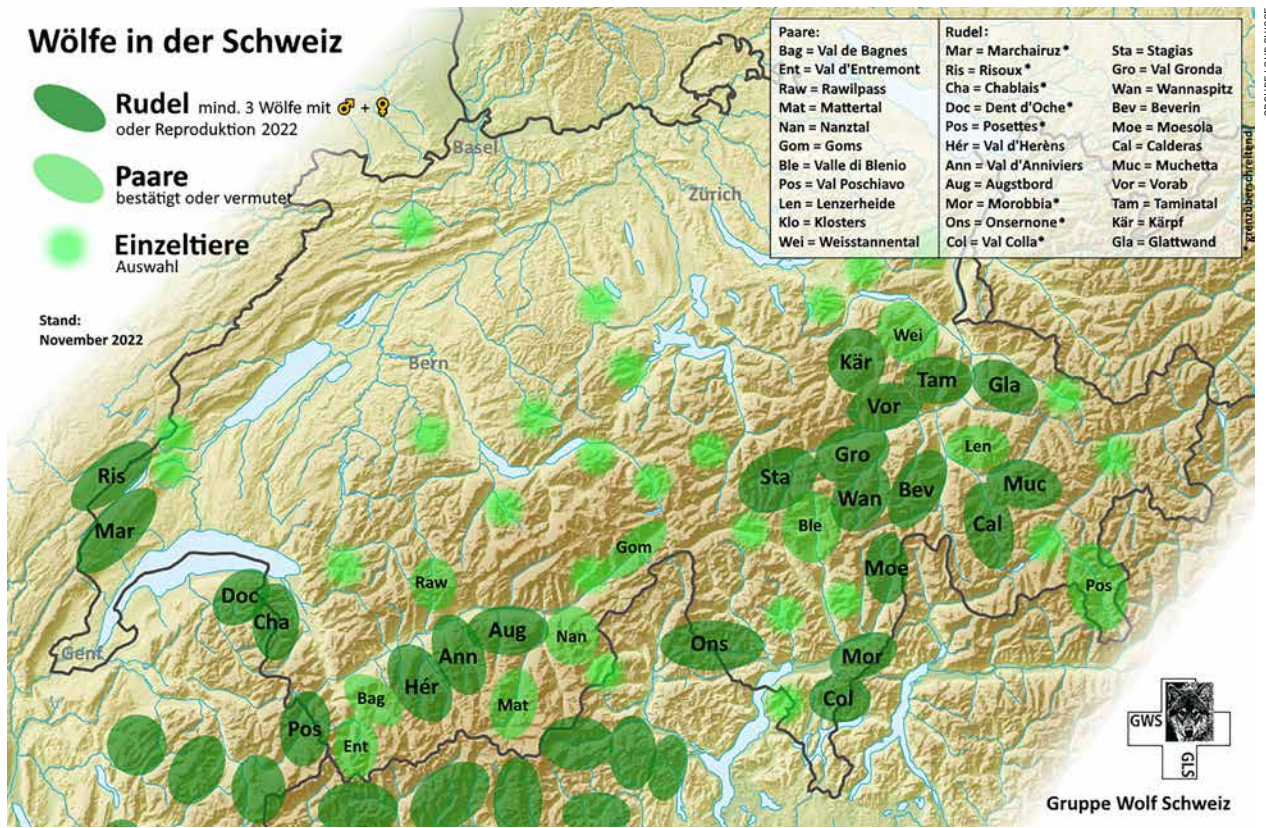 Wölfe in der Schweiz
Rudel mind. 3 Wölfe mit ♂ + ♀
oder Reproduktion 2022
Paare
bestätigt oder vermutet
Einzeltiere
Auswahl
Stand:
November 2022
Paare:
Bag = Val de Bagnes
Ent = Val d'Entremont
Raw = Rawilpass
Mat = Mattertal
Nan = Nanztal
Gom = Goms
Ble = Valle di Blenio
Pos = Val Poschiavo
Len = Lenzerheide
Klo = Klosters
Wei = Weisstannental
Rudel:
Mar = Marchairuz*
Ris = Risoux*
Cha = Chablais*
Doc = Dent d'Oche*
Pos = Posettes*
Hér = Val d'Herèns
Ann = Val d'Anniviers
Aug = Augstbord
Mor = Morobbia*
Ons = Onsernone*
Col = Val Colla*
Sta = Stagias
Gro = Val Gronda
Wan = Wannaspitz
Bev = Beverin
Moe = Moesola
Cal = Calderas
Muc = Muchetta
Vor = Vorab
Tam = Taminatal
Kär = Kärpf
Gla = Glattwand
* grenzüberschreitend
Basel
Zürich
Bern
Genf
Wei
Kär
Tam
Gla
Vor
Len
Gro
Sta
Wan
Bev
Muc
Ble
Cal
Ris
Mar
Gom
Moe
Raw
Pos
Doc
Cha
Aug
Nan
Ons
Ann
Mor
Hér
Bag
Mat
Col
Pos
Ent
GWS
GLS
Gruppe Wolf Schweiz